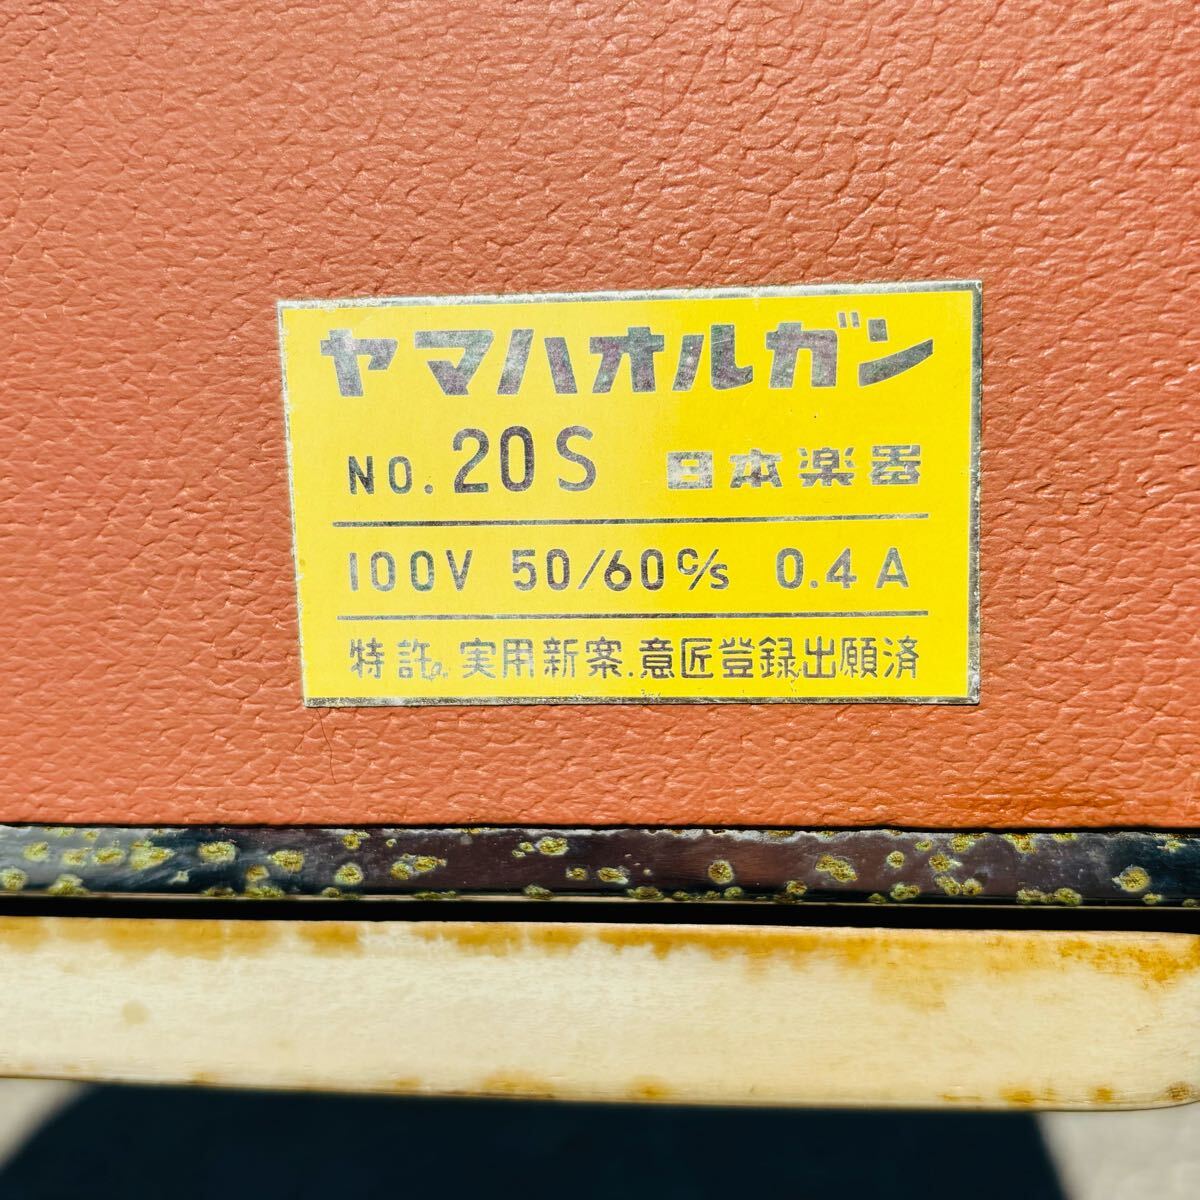 ヤマハオルガン
NO. 20S 日本楽器
100V 50/60c/s 0.4A
特許. 実用新案. 意匠登録出願済